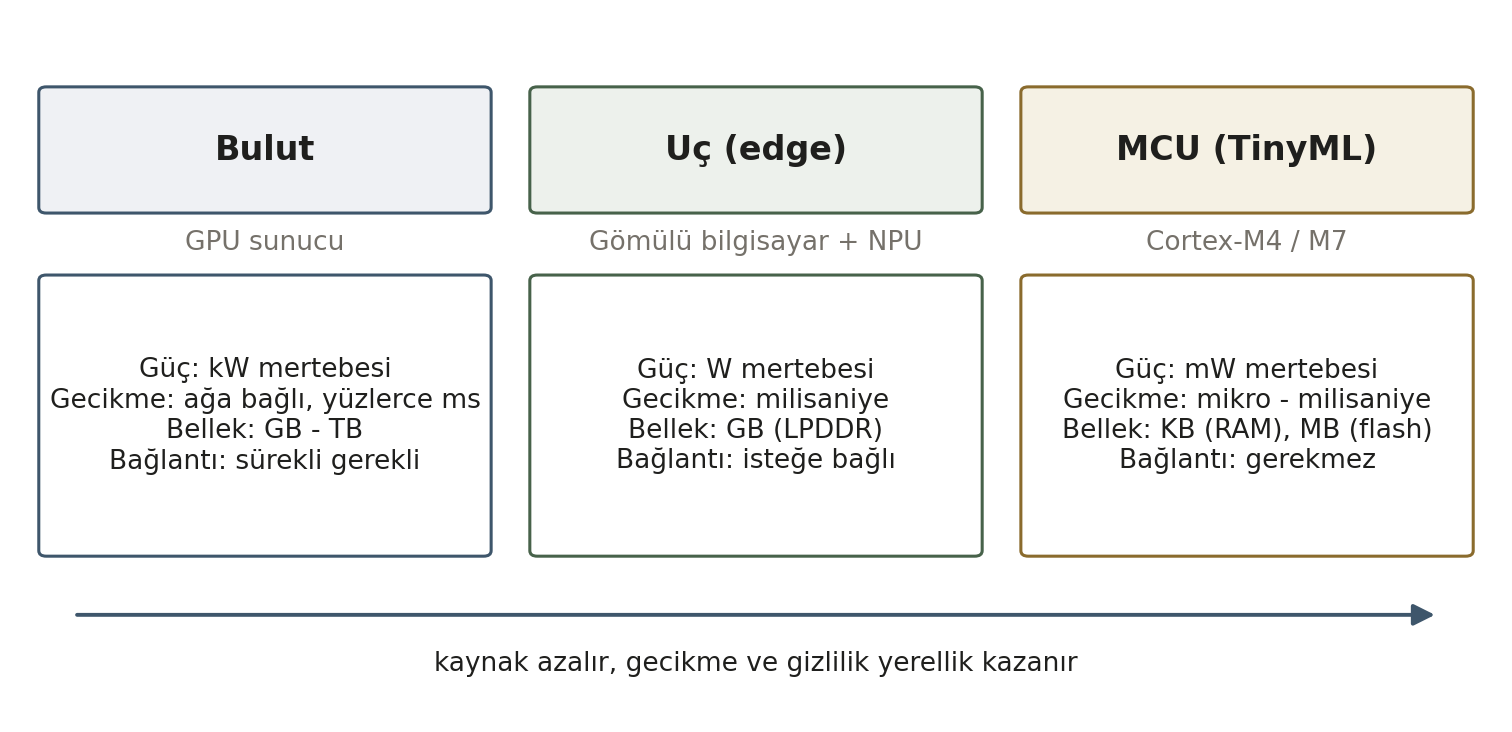 Bulut
GPU sunucu
Güç: kW mertebesi
Gecikme: ağa bağlı, yüzlerce ms
Bellek: GB - TB
Bağlantı: sürekli gerekli
Uç (edge)
Gömülü bilgisayar + NPU
Güç: W mertebesi
Gecikme: milisaniye
Bellek: GB (LPDDR)
Bağlantı: isteğe bağlı
MCU (TinyML)
Cortex-M4 / M7
Güç: mW mertebesi
Gecikme: mikro - milisaniye
Bellek: KB (RAM), MB (flash)
Bağlantı: gerekmez
kaynak azalır, gecikme ve gizlilik yerellik kazanır